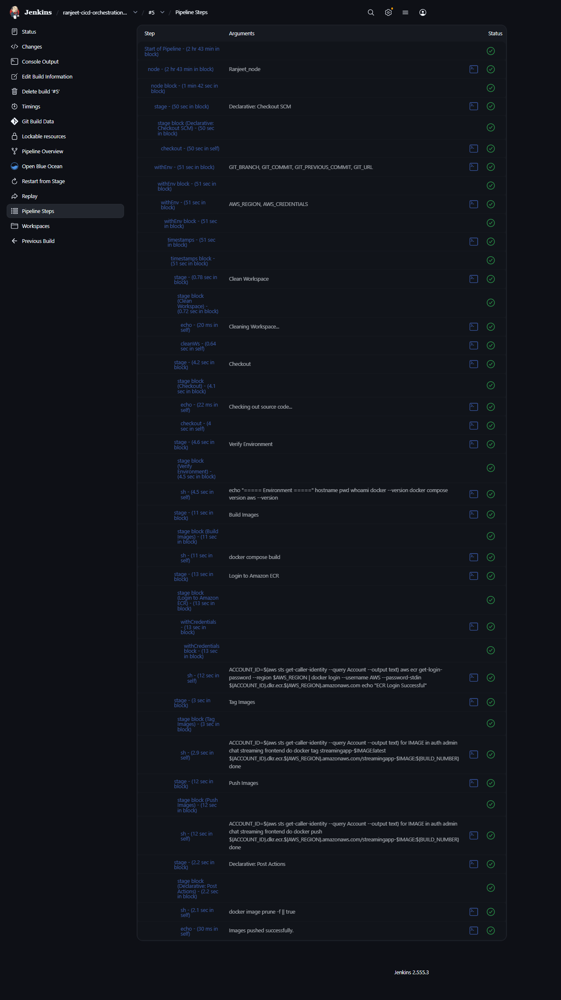 Jenkins / ranjeet-cicd-orchestration... / #5 / Pipeline Steps
Status
Changes
Console Output
Edit Build Information
Delete build ‘#5’
Timings
Git Build Data
Lockable resources
Pipeline Overview
Open Blue Ocean
Restart from Stage
Replay
Pipeline Steps
Workspaces
Previous Build
Step Arguments Status
Start of Pipeline - (2 hr 43 min in
block)
node - (2 hr 43 min in block) Ranjeet_node
node block - (1 min 42 sec in
block)
stage - (50 sec in block) Declarative: Checkout SCM
stage block (Declarative:
Checkout SCM) - (50 sec
in block)
checkout - (50 sec in self)
withEnv - (51 sec in block) GIT_BRANCH, GIT_COMMIT, GIT_PREVIOUS_COMMIT, GIT_URL
withEnv block - (51 sec in
block)
withEnv - (51 sec in
block)
AWS_REGION, AWS_CREDENTIALS
withEnv block - (51 sec
in block)
timestamps - (51 sec
in block)
timestamps block -
(51 sec in block)
stage - (0.78 sec in
block)
Clean Workspace
stage block
(Clean
Workspace) -
(0.72 sec in block)
echo - (20 ms in
self)
Cleaning Workspace...
cleanWs - (0.64
sec in self)
stage - (4.2 sec in
block)
Checkout
stage block
(Checkout) - (4.1
sec in block)
echo - (22 ms in
self)
Checking out source code...
checkout - (4
sec in self)
stage - (4.6 sec in
block)
Verify Environment
stage block
(Verify
Environment) -
(4.5 sec in block)
sh - (4.5 sec in
self)
echo "===== Environment =====" hostname pwd whoami docker --version docker compose
version aws --version
stage - (11 sec in
block)
Build Images
stage block (Build
Images) - (11 sec
in block)
sh - (11 sec in
self)
docker compose build
stage - (13 sec in
block)
Login to Amazon ECR
stage block
(Login to Amazon
ECR) - (13 sec in
block)
withCredentials
- (13 sec in
block)
withCredentials
block - (13 sec
in block)
sh - (12 sec in
self)
ACCOUNT_ID=$(aws sts get-caller-identity --query Account --output text) aws ecr get-login-
password --region $AWS_REGION | docker login --username AWS --password-stdin
${ACCOUNT_ID}.dkr.ecr.${AWS_REGION}.amazonaws.com echo "ECR Login Successful"
stage - (3 sec in
block)
Tag Images
stage block (Tag
Images) - (3 sec in
block)
sh - (2.9 sec in
self)
ACCOUNT_ID=$(aws sts get-caller-identity --query Account --output text) for IMAGE in auth admin
chat streaming frontend do docker tag streamingapp-$IMAGE:latest
${ACCOUNT_ID}.dkr.ecr.${AWS_REGION}.amazonaws.com/streamingapp-$IMAGE:${BUILD_NUMBER}
done
stage - (12 sec in
block)
Push Images
stage block (Push
Images) - (12 sec
in block)
sh - (12 sec in
self)
ACCOUNT_ID=$(aws sts get-caller-identity --query Account --output text) for IMAGE in auth admin
chat streaming frontend do docker push
${ACCOUNT_ID}.dkr.ecr.${AWS_REGION}.amazonaws.com/streamingapp-$IMAGE:${BUILD_NUMBER}
done
stage - (2.2 sec in
block)
Declarative: Post Actions
stage block
(Declarative: Post
Actions) - (2.2 sec
in block)
sh - (2.1 sec in
self)
docker image prune -f || true
echo - (30 ms in
self)
Images pushed successfully.
Jenkins 2.555.3